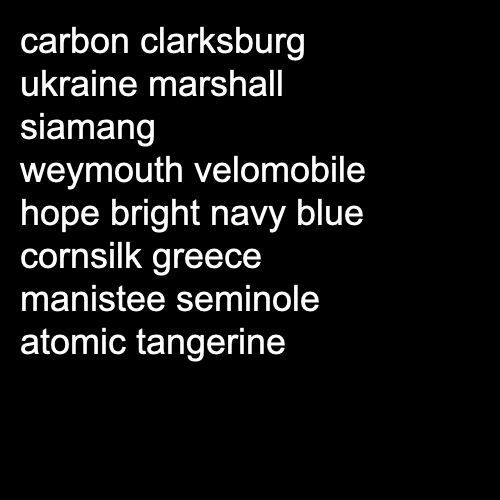 carbon clarksburg
ukraine marshall
siamang
weymouth velomobile
hope bright navy blue
cornsilk greece
manistee seminole
atomic tangerine